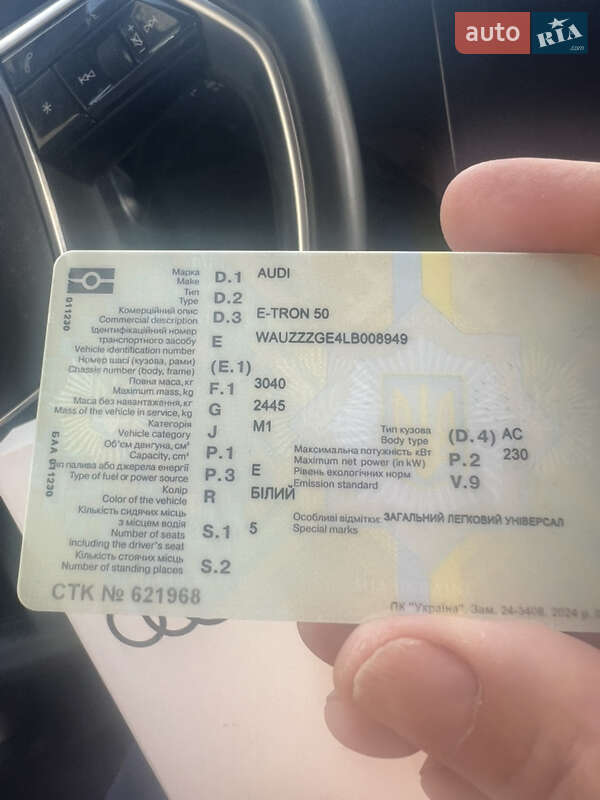 auto RIA .com
Марка D.1 AUDI
Make
Тип D.2
Type
Комерційний опис D.3 E-TRON 50
Commercial description
Ідентифікаційний номер
транспортного засобу E WAUZZZGE4LB008949
Vehicle identification number
Номер шасі (кузова, рами) (E.1)
Chassis number (body, frame)
Повна маса, кг F.1 3040
Maximum mass, kg
Маса без навантаження, кг G 2445
Mass of the vehicle in service, kg
Категорія J M1
Vehicle category
Об'єм двигуна, см³ P.1
Capacity, cm³
Тип палива або джерела енергії P.3 E
Type of fuel or power source
Колір R БІЛИЙ
Color of the vehicle
Кількість сидячих місць
з місцем водія S.1 5
Number of seats
including the driver's seat
Кількість стоячих місць S.2
Number of standing places
Тип кузова (D.4) AC
Body type
Максимальна потужність кВт P.2 230
Maximum net power (in kW)
Рівень екологічних норм V.9
Emission standard
Особливі відмітки: ЗАГАЛЬНИЙ ЛЕГКОВИЙ УНІВЕРСАЛ
Special marks
СТК № 621968
ПК "Україна". Зам. 24-3408. 2024 р.
011230